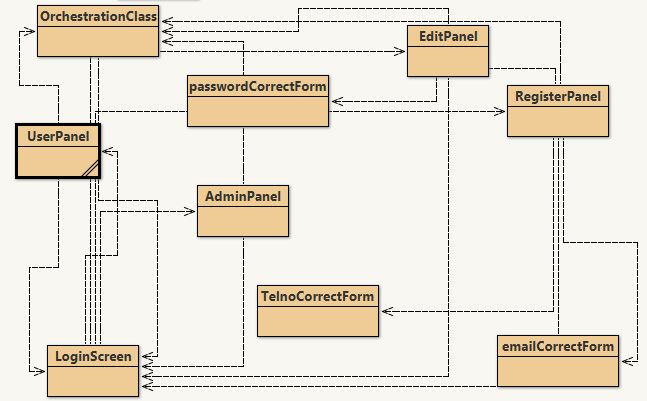 OrchestrationClass
EditPanel
passwordCorrectForm
RegisterPanel
UserPanel
AdminPanel
TelnoCorrectForm
LoginScreen
emailCorrectForm